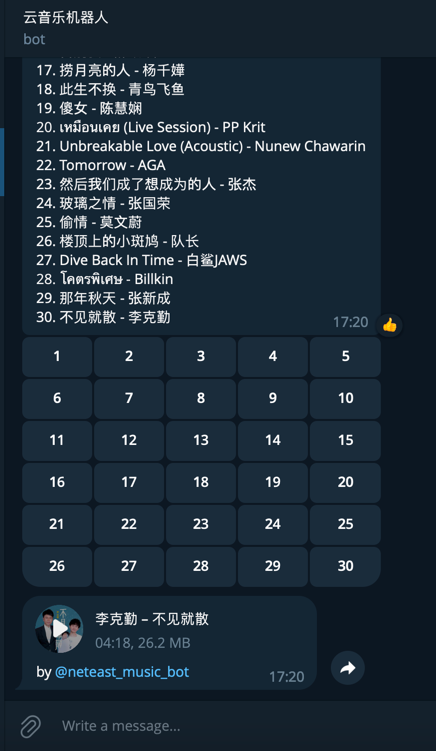 云音乐机器人
bot
17. 捞月亮的人 - 杨千嬅
18. 此生不换 - 青鸟飞鱼
19. 傻女 - 陈慧娴
20. เหมือนเคย (Live Session) - PP Krit
21. Unbreakable Love (Acoustic) - Nunew Chawarin
22. Tomorrow - AGA
23. 然后我们成了想成为的人 - 张杰
24. 玻璃之情 - 张国荣
25. 偷情 - 莫文蔚
26. 楼顶上的小斑鸠 - 队长
27. Dive Back In Time - 白鲨JAWS
28. โคตรพิเศษ - Billkin
29. 那年秋天 - 张新成
30. 不见就散 - 李克勤
17:20
1 2 3 4 5
6 7 8 9 10
11 12 13 14 15
16 17 18 19 20
21 22 23 24 25
26 27 28 29 30
李克勤 – 不见就散
04:18, 26.2 MB
by @neteast_music_bot
17:20
Write a message...